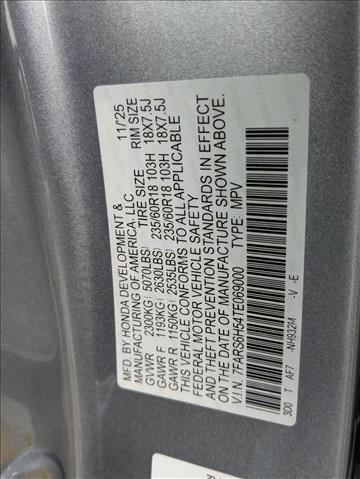 MFD. BY HONDA DEVELOPMENT & 11/'25
MANUFACTURING OF AMERICA, LLC
TIRE SIZE RIM SIZE
GVWR 2300KG ( 5070LBS)
GAWR F 1193KG ( 2630LBS) 235/60R18 103H 18X7.5J
GAWR R 1150KG ( 2535LBS) 235/60R18 103H 18X7.5J
THIS VEHICLE CONFORMS TO ALL APPLICABLE
FEDERAL MOTOR VEHICLE SAFETY
AND THEFT PREVENTION STANDARDS IN EFFECT
ON THE DATE OF MANUFACTURE SHOWN ABOVE.
V.I.N. 7FARS6H54TE069000 TYPE: MPV
3D0 T AF7 -NH932M -V -E